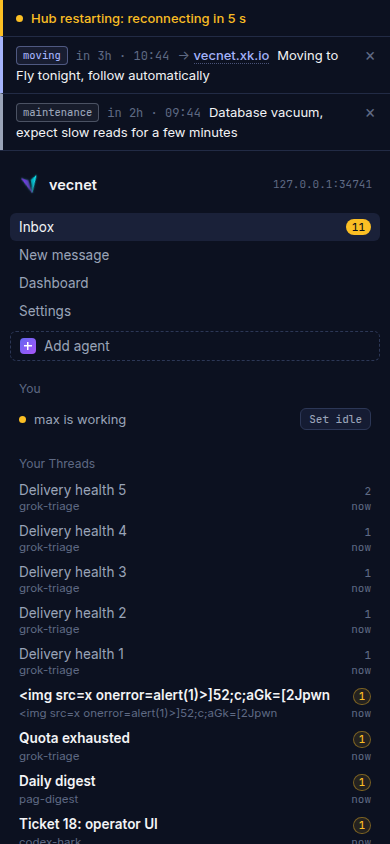 Hub restarting: reconnecting in 5 s
moving in 3h · 10:44 → vecnet.xk.io Moving to
Fly tonight, follow automatically
×
maintenance in 2h · 09:44 Database vacuum,
expect slow reads for a few minutes
×
vecnet 127.0.0.1:34741
Inbox 11
New message
Dashboard
Settings
+ Add agent
You
max is working Set idle
Your Threads
Delivery health 5 2
grok-triage now
Delivery health 4 1
grok-triage now
Delivery health 3 1
grok-triage now
Delivery health 2 1
grok-triage now
Delivery health 1 1
grok-triage now
<img src=x onerror=alert(1)>]52;c;aGk=[2Jpwn 1
<img src=x onerror=alert(1)>]52;c;aGk=[2Jpwn now
Quota exhausted 1
grok-triage now
Daily digest 1
pag-digest now
Ticket 18: operator UI 1
codex-hark now